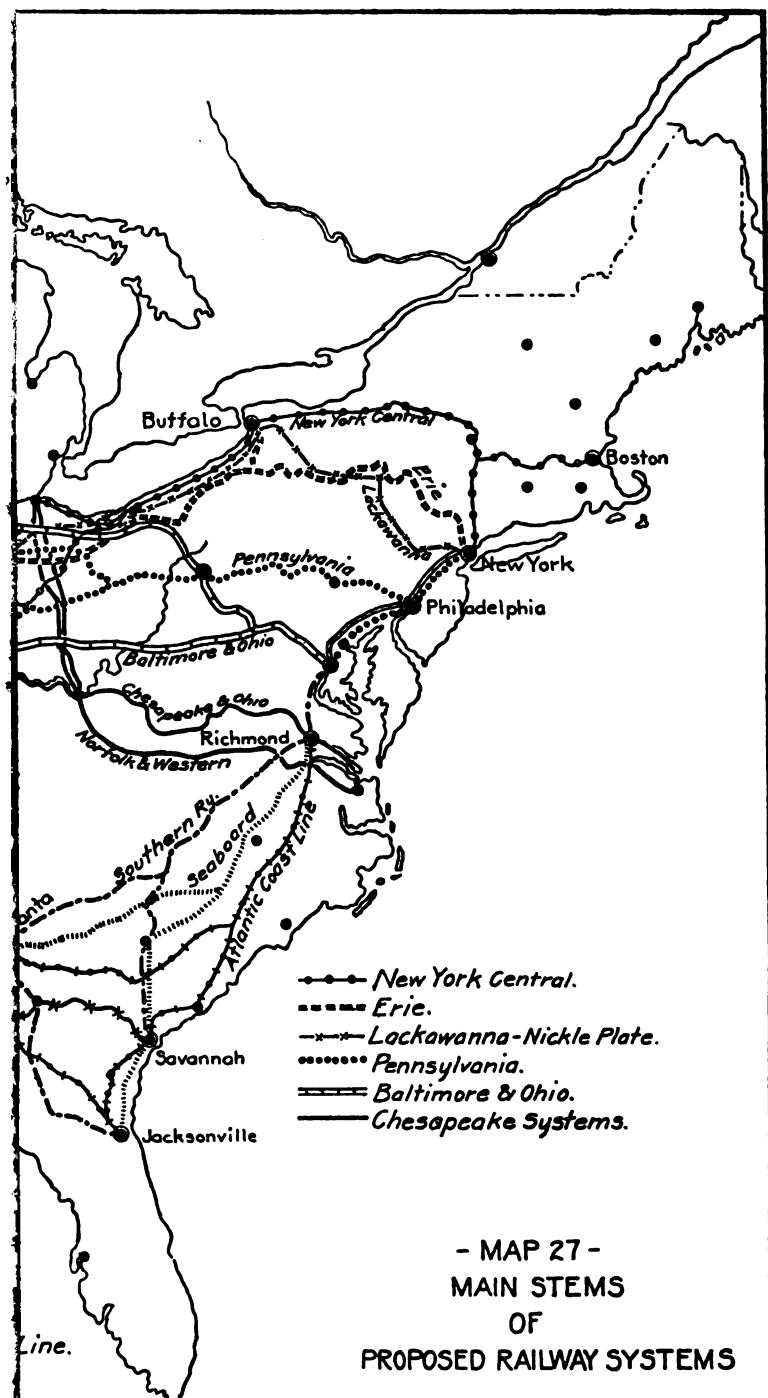 Buffalo
New York Central
Boston
Erie
Lackawanna
New York
Pennsylvania
Philadelphia
Baltimore & Ohio
Chesapeake & Ohio
Richmond
Norfolk & Western
Southern Ry.
Seaboard
Atlantic Coast Line
anta
New York Central.
Erie.
Lackawanna-Nickle Plate.
Pennsylvania.
Baltimore & Ohio.
Chesapeake Systems.
Savannah
Jacksonville
Line.
- MAP 27 -
MAIN STEMS
OF
PROPOSED RAILWAY SYSTEMS